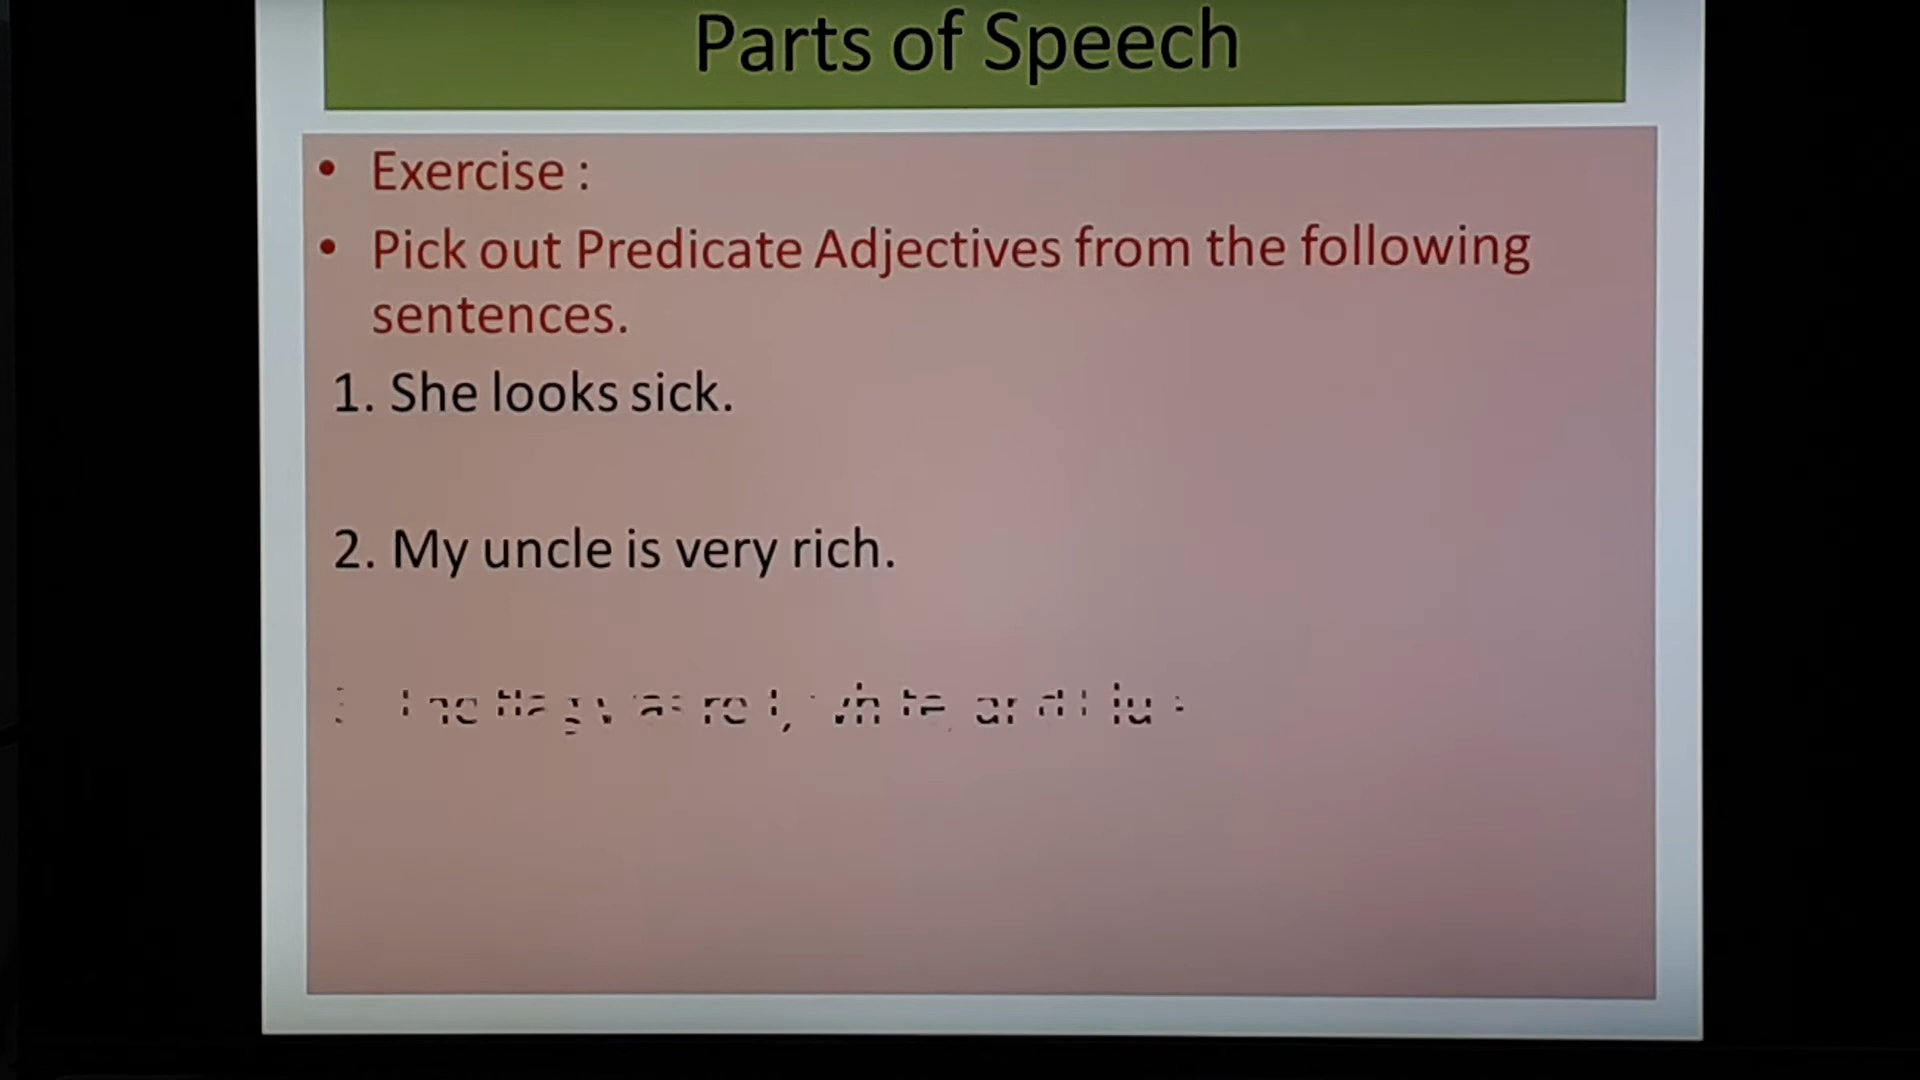 Parts of Speech
• Exercise :
• Pick out Predicate Adjectives from the following
sentences.
1. She looks sick.
2. My uncle is very rich.